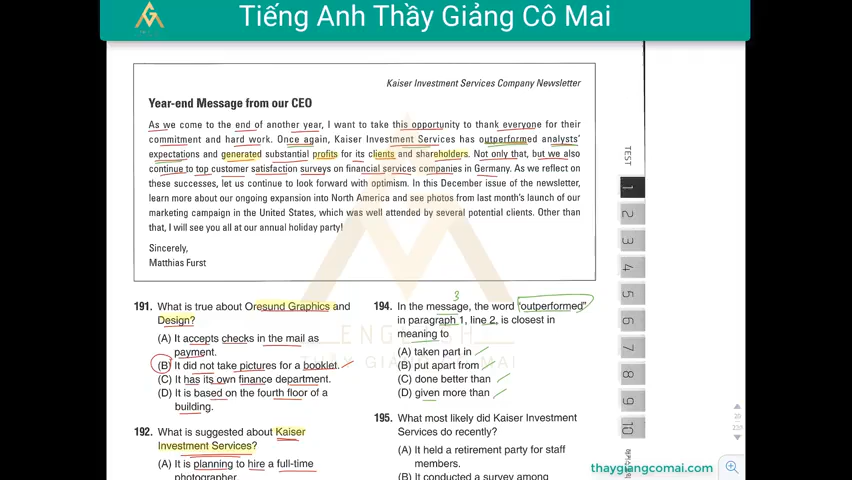 Tiếng Anh Thầy Giảng Cô Mai
Kaiser Investment Services Company Newsletter
Year-end Message from our CEO
As we come to the end of another year, I want to take this opportunity to thank everyone for their
commitment and hard work. Once again, Kaiser Investment Services has outperformed analysts'
expectations and generated substantial profits for its clients and shareholders. Not only that, but we also
continue to top customer satisfaction surveys on financial services companies in Germany. As we reflect on
these successes, let us continue to look forward with optimism. In this December issue of the newsletter,
learn more about our ongoing expansion into North America and see photos from last month's launch of our
marketing campaign in the United States, which was well attended by several potential clients. Other than
that, I will see you all at our annual holiday party!
Sincerely,
Matthias Furst
191. What is true about Oresund Graphics and
Design?
(A) It accepts checks in the mail as
payment.
(B) It did not take pictures for a booklet.
(C) It has its own finance department.
(D) It is based on the fourth floor of a
building.
192. What is suggested about Kaiser
Investment Services?
(A) It is planning to hire a full-time
photographer.
3
194. In the message, the word "outperformed"
in paragraph 1, line 2, is closest in
meaning to
(A) taken part in
(B) put apart from
(C) done better than
(D) given more than
195. What most likely did Kaiser Investment
Services do recently?
(A) It held a retirement party for staff
members.
(B) It conducted a survey among
TEST
1
2
3
4
5
6
7
8
9
10
ENGLISH
THẦY GIẢNG CÔ MAI
thaygiangcomai.com